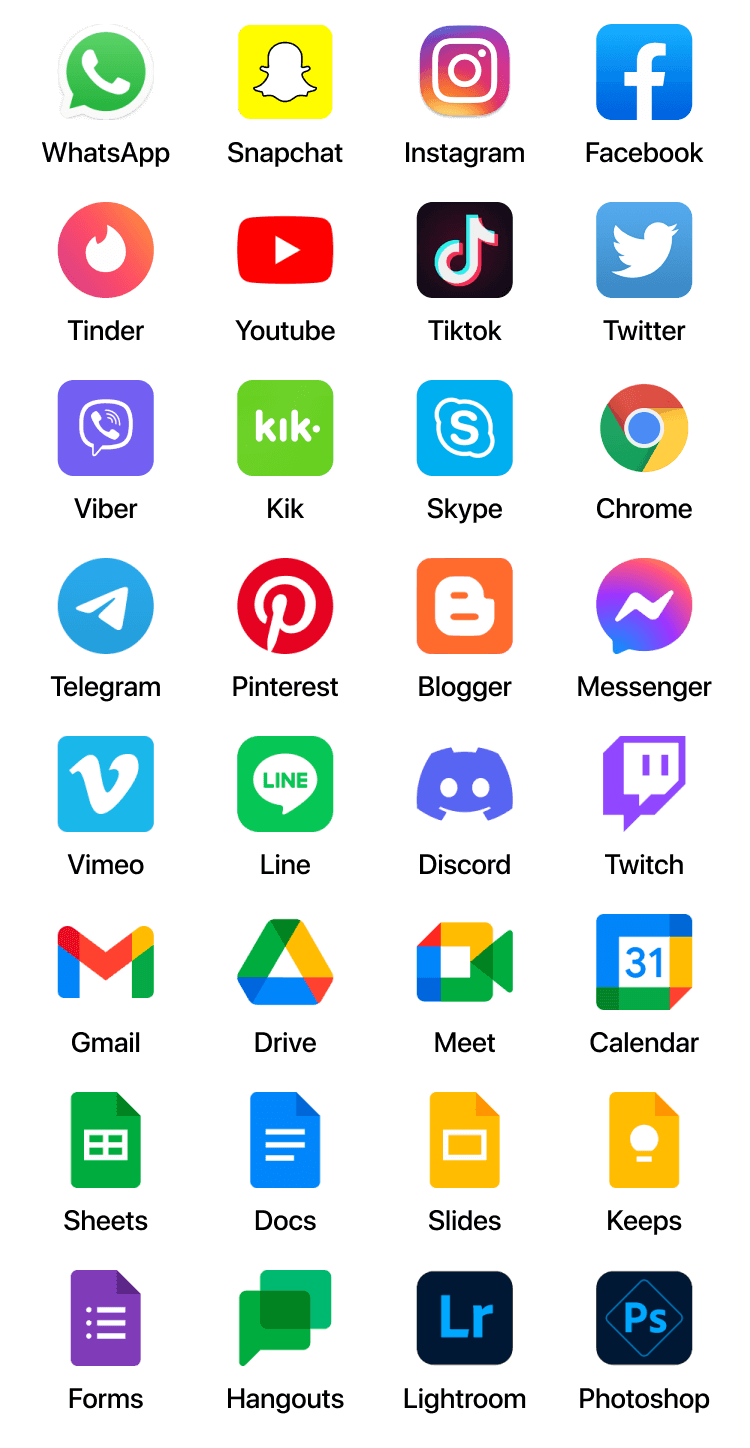 WhatsApp Snapchat Instagram Facebook
Tinder Youtube Tiktok Twitter
kik·
S
Viber Kik Skype Chrome
Telegram Pinterest Blogger Messenger
LINE
Vimeo Line Discord Twitch
31
Gmail Drive Meet Calendar
Sheets Docs Slides Keeps
Lr Ps
Forms Hangouts Lightroom Photoshop